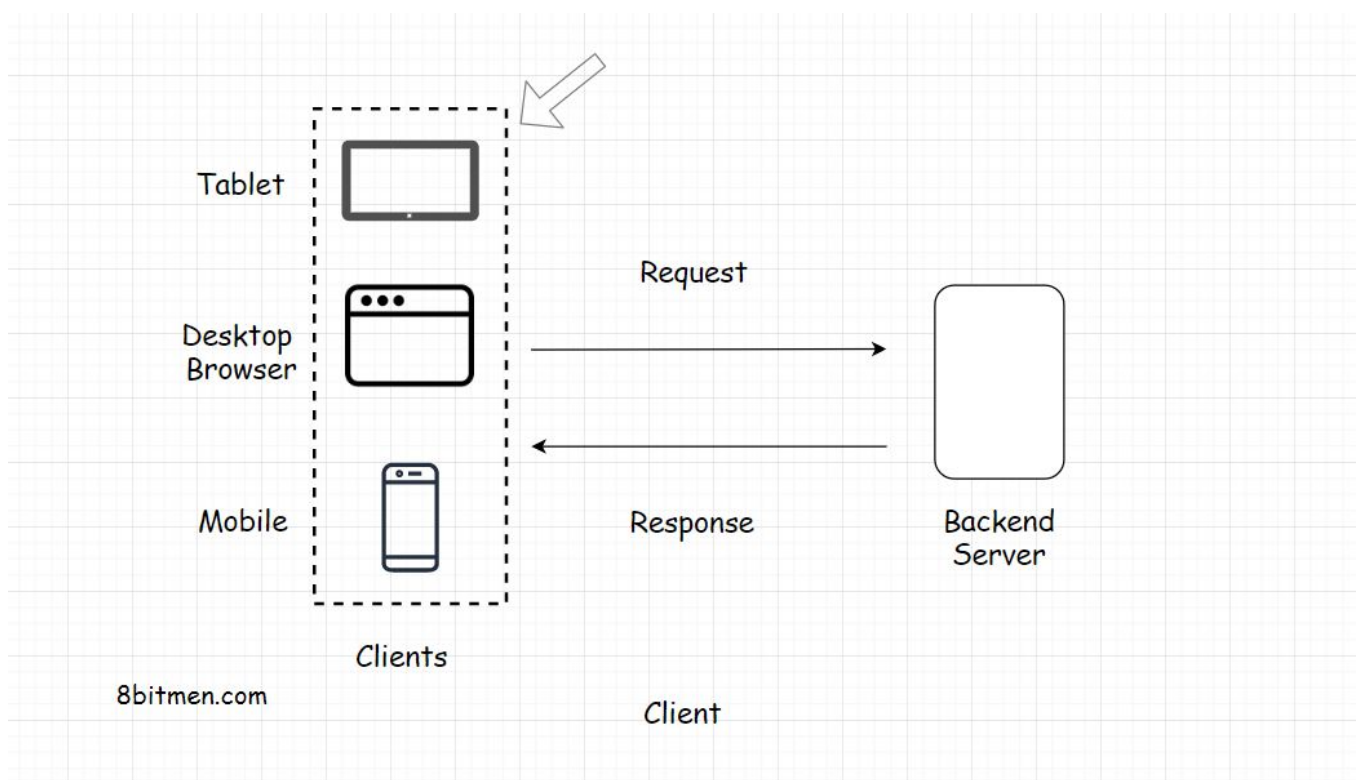 Tablet
Request
Desktop
Browser
Mobile
Response
Backend
Server
Clients
8bitmen.com
Client